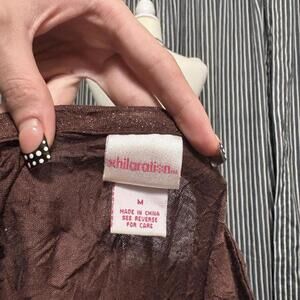 xhilaration
M
MADE IN CHINA
SEE REVERSE
FOR CARE